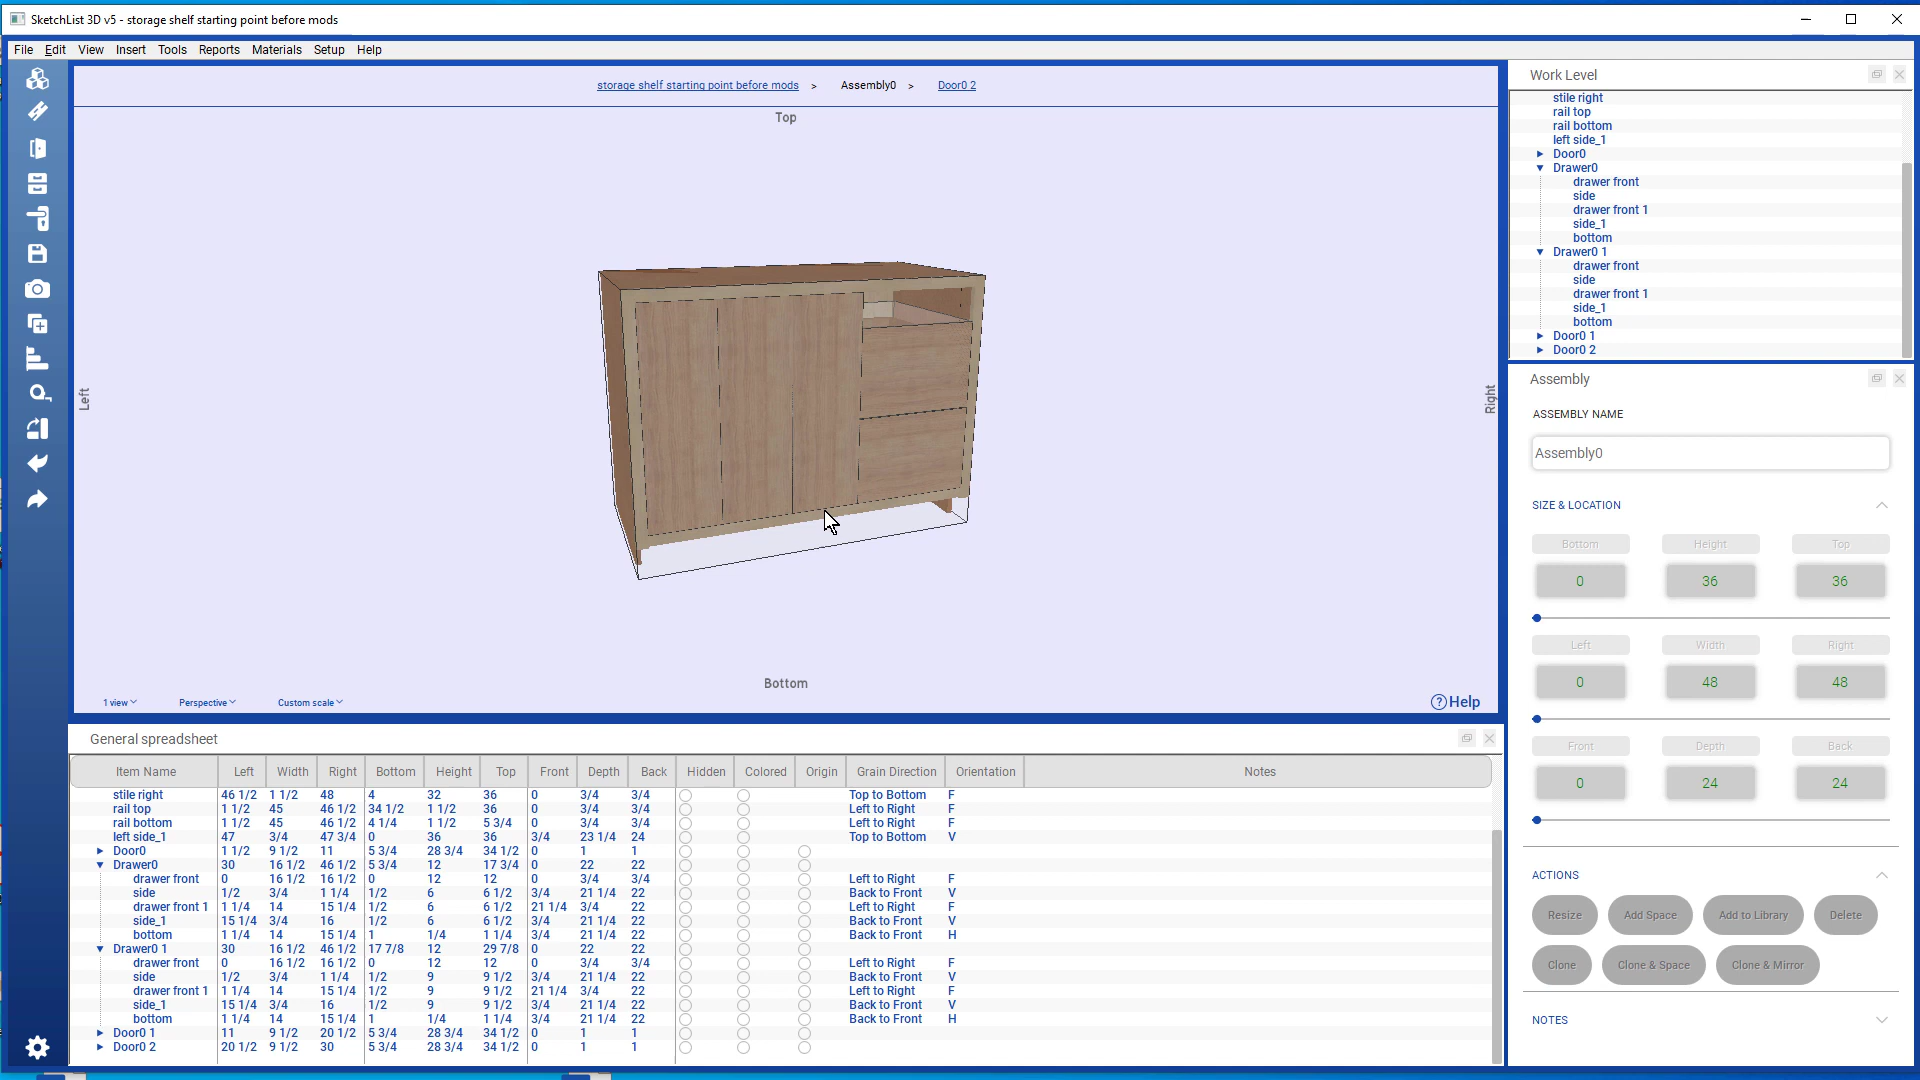 SketchList 3D v5 - storage shelf starting point before mods
File Edit View Insert Tools Reports Materials Setup Help
storage shelf starting point before mods > Assembly0 > Door0 2
Top
Left
Right
Bottom
1 view Perspective Custom scale
Help
Work Level
stile right
rail top
rail bottom
left side_1
Door0
Drawer0
drawer front
side
drawer front 1
side_1
bottom
Drawer0 1
drawer front
side
drawer front 1
side_1
bottom
Door0 1
Door0 2
Assembly
ASSEMBLY NAME
Assembly0
SIZE & LOCATION
Bottom Height Top
0 36 36
Left Width Right
0 48 48
Front Depth Back
0 24 24
ACTIONS
Resize Add Space Add to Library Delete
Clone Clone & Space Clone & Mirror
NOTES
General spreadsheet
Item Name Left Width Right Bottom Height Top Front Depth Back Hidden Colored Origin Grain Direction Orientation Notes
stile right 46 1/2 1 1/2 48 4 32 36 0 3/4 3/4 Top to Bottom F
rail top 1 1/2 45 46 1/2 34 1/2 1 1/2 36 0 3/4 3/4 Left to Right F
rail bottom 1 1/2 45 46 1/2 4 1/4 1 1/2 5 3/4 0 3/4 3/4 Left to Right F
left side_1 47 3/4 47 3/4 0 36 36 3/4 23 1/4 24 Top to Bottom V
Door0 1 1/2 9 1/2 11 5 3/4 28 3/4 34 1/2 0 1 1
Drawer0 30 16 1/2 46 1/2 5 3/4 12 17 3/4 0 22 22
drawer front 0 16 1/2 16 1/2 0 12 12 0 3/4 3/4 Left to Right F
side 1/2 3/4 1 1/4 1/2 6 6 1/2 3/4 21 1/4 22 Back to Front V
drawer front 1 1 1/4 14 15 1/4 1/2 6 6 1/2 21 1/4 3/4 22 Left to Right F
side_1 15 1/4 3/4 16 1/2 6 6 1/2 3/4 21 1/4 22 Back to Front V
bottom 1 1/4 14 15 1/4 1 1/4 1 1/4 3/4 21 1/4 22 Back to Front H
Drawer0 1 30 16 1/2 46 1/2 17 7/8 12 29 7/8 0 22 22
drawer front 0 16 1/2 16 1/2 0 12 12 0 3/4 3/4 Left to Right F
side 1/2 3/4 1 1/4 1/2 9 9 1/2 3/4 21 1/4 22 Back to Front V
drawer front 1 1 1/4 14 15 1/4 1/2 9 9 1/2 21 1/4 3/4 22 Left to Right F
side_1 15 1/4 3/4 16 1/2 9 9 1/2 3/4 21 1/4 22 Back to Front V
bottom 1 1/4 14 15 1/4 1 1/4 1 1/4 3/4 21 1/4 22 Back to Front H
Door0 1 11 9 1/2 20 1/2 5 3/4 28 3/4 34 1/2 0 1 1
Door0 2 20 1/2 9 1/2 30 5 3/4 28 3/4 34 1/2 0 1 1